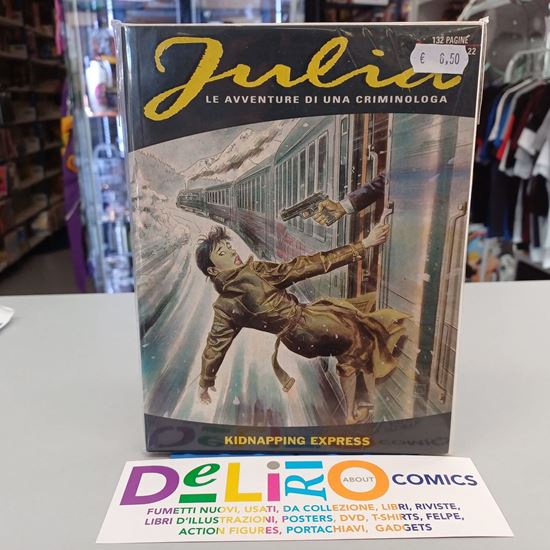 Julia
132 PAGINE
€ 6,50
22
LE AVVENTURE DI UNA CRIMINOLOGA
KIDNAPPING EXPRESS
DeLiRiO ABOUT COMICS
FUMETTI NUOVI, USATI, DA COLLEZIONE, LIBRI, RIVISTE,
LIBRI D'ILLUSTRAZIONI, POSTERS, DVD, T-SHIRTS, FELPE,
ACTION FIGURES, PORTACHIAVI, GADGETS